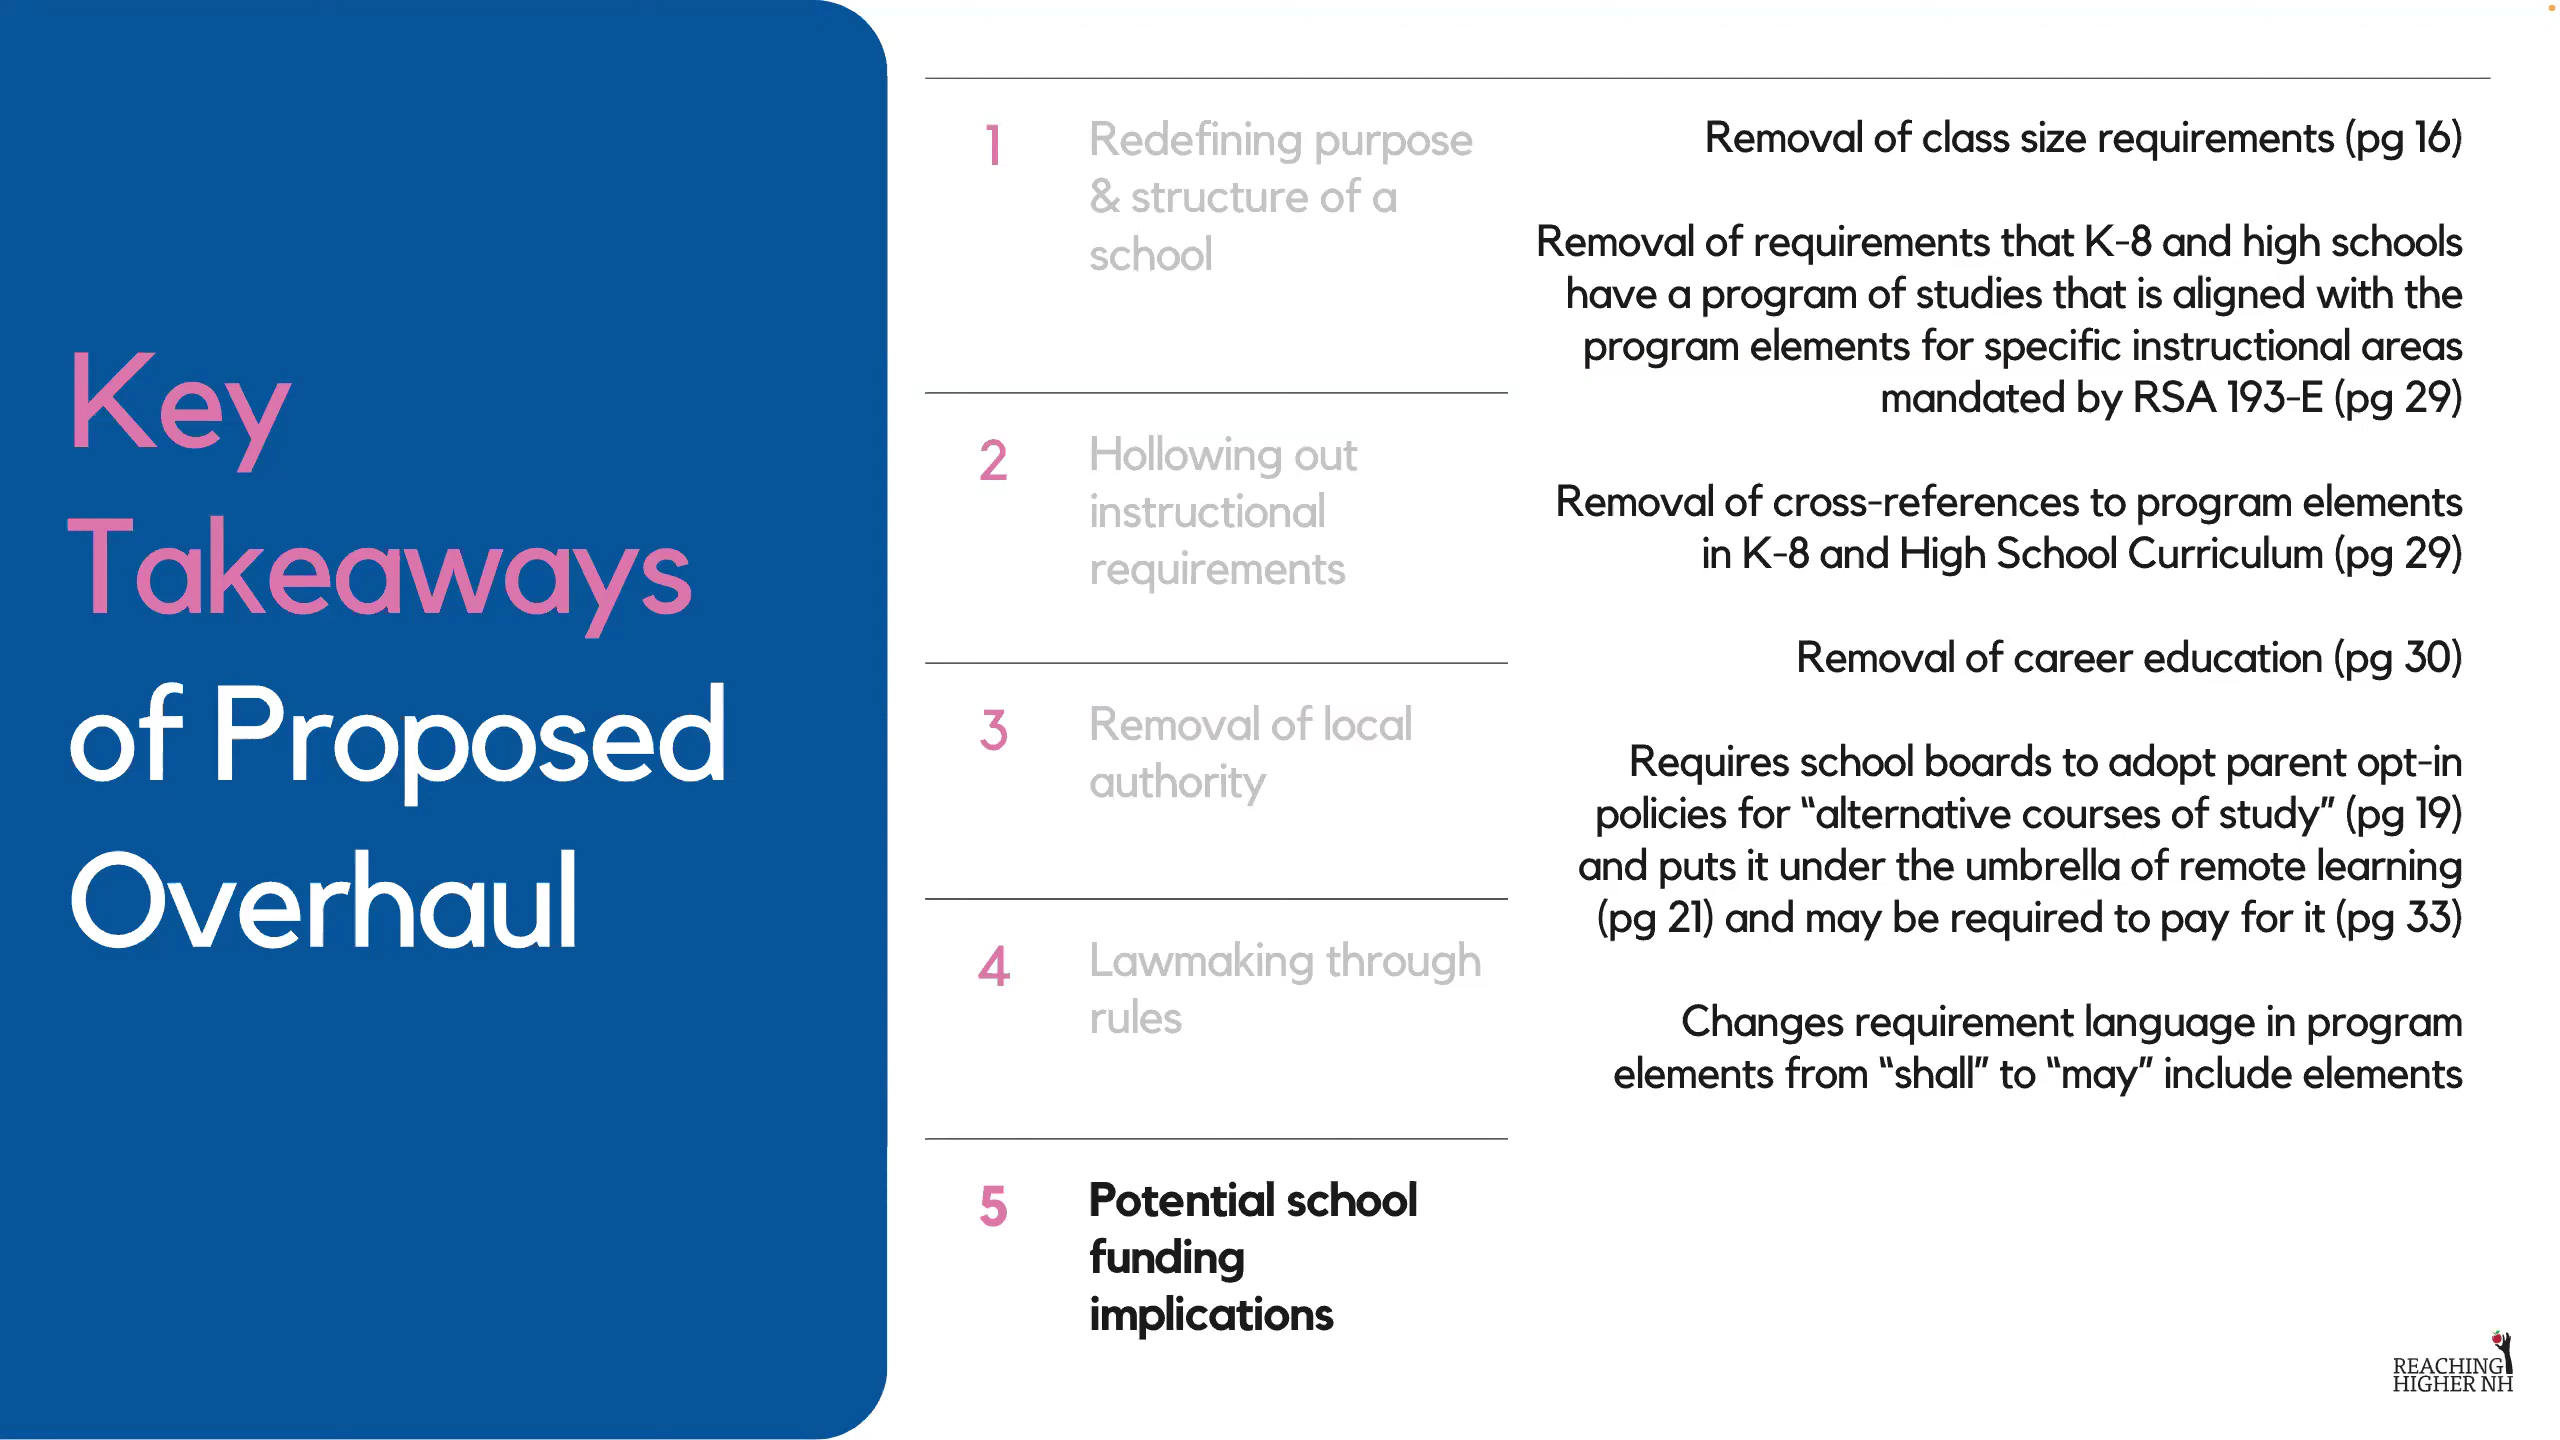 Key
Takeaways
of Proposed
Overhaul
1
Redefining purpose
& structure of a
school
2
Hollowing out
instructional
requirements
3
Removal of local
authority
4
Lawmaking through
rules
5
Potential school
funding
implications
Removal of class size requirements (pg 16)
Removal of requirements that K-8 and high schools
have a program of studies that is aligned with the
program elements for specific instructional areas
mandated by RSA 193-E (pg 29)
Removal of cross-references to program elements
in K-8 and High School Curriculum (pg 29)
Removal of career education (pg 30)
Requires school boards to adopt parent opt-in
policies for “alternative courses of study” (pg 19)
and puts it under the umbrella of remote learning
(pg 21) and may be required to pay for it (pg 33)
Changes requirement language in program
elements from “shall” to “may” include elements
REACHING
HIGHER NH